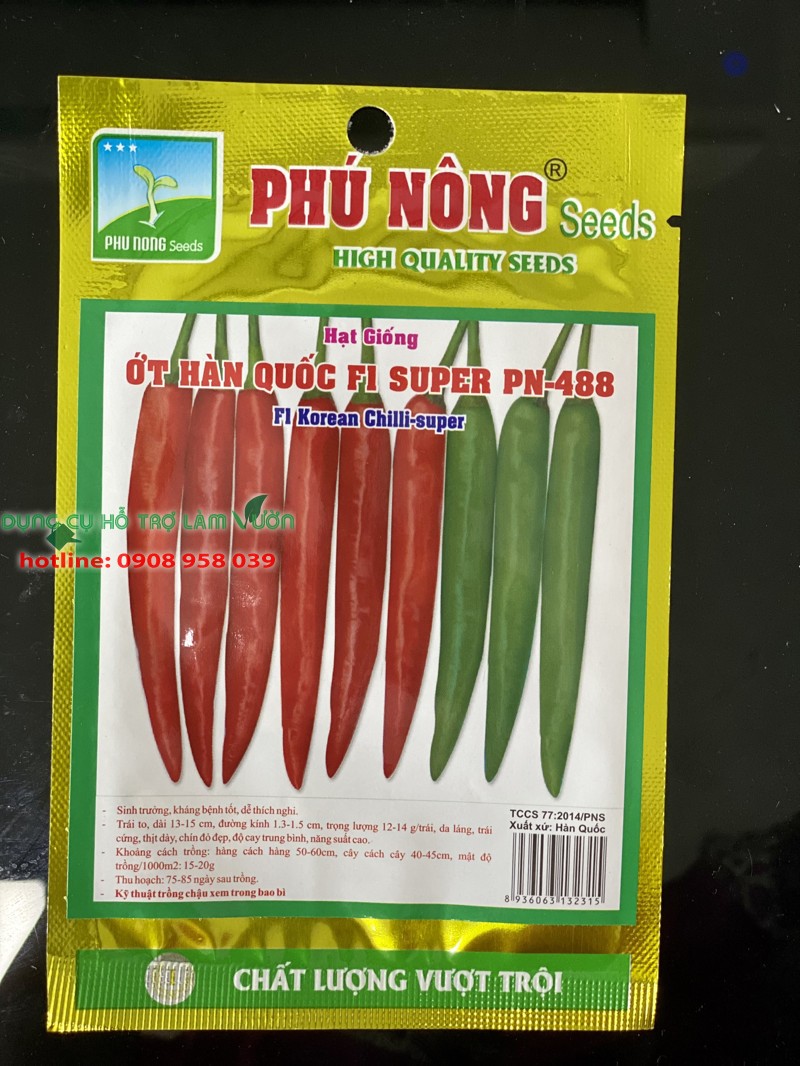 PHÚ NÔNG® Seeds
PHU NONG Seeds
HIGH QUALITY SEEDS
Hạt Giống
ỚT HÀN QUỐC F1 SUPER PN-488
F1 Korean Chilli-super
DỤNG CỤ HỖ TRỢ LÀM VƯỜN
hotline: 0908 958 039
- Sinh trưởng, kháng bệnh tốt, dễ thích nghi.
- Trái to, dài 13-15 cm, đường kính 1.3-1.5 cm, trọng lượng 12-14 g/trái, da láng, trái
cứng, thịt dày, chín đỏ đẹp, độ cay trung bình, năng suất cao.
- Khoảng cách trồng: hàng cách hàng 50-60cm, cây cách cây 40-45cm, mật độ
trồng/1000m2: 15-20g
- Thu hoạch: 75-85 ngày sau trồng.
- Kỹ thuật trồng chậu xem trong bao bì
TCCS 77:2014/PNS
Xuất xứ: Hàn Quốc
8 936063 132315
CHẤT LƯỢNG VƯỢT TRỘI